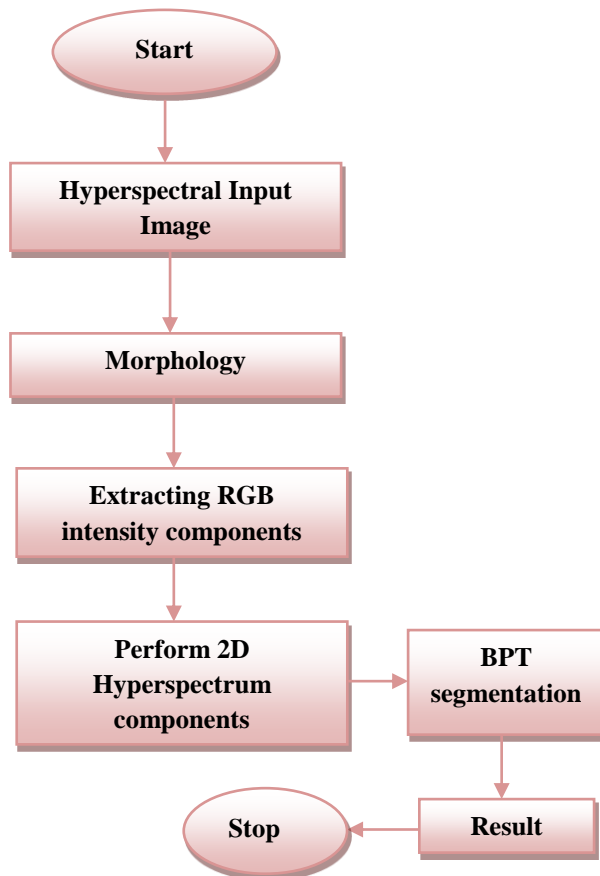 Start
Hyperspectral Input
Image
Morphology
Extracting RGB
intensity components
Perform 2D
Hyperspectrum
components
BPT
segmentation
Result
Stop